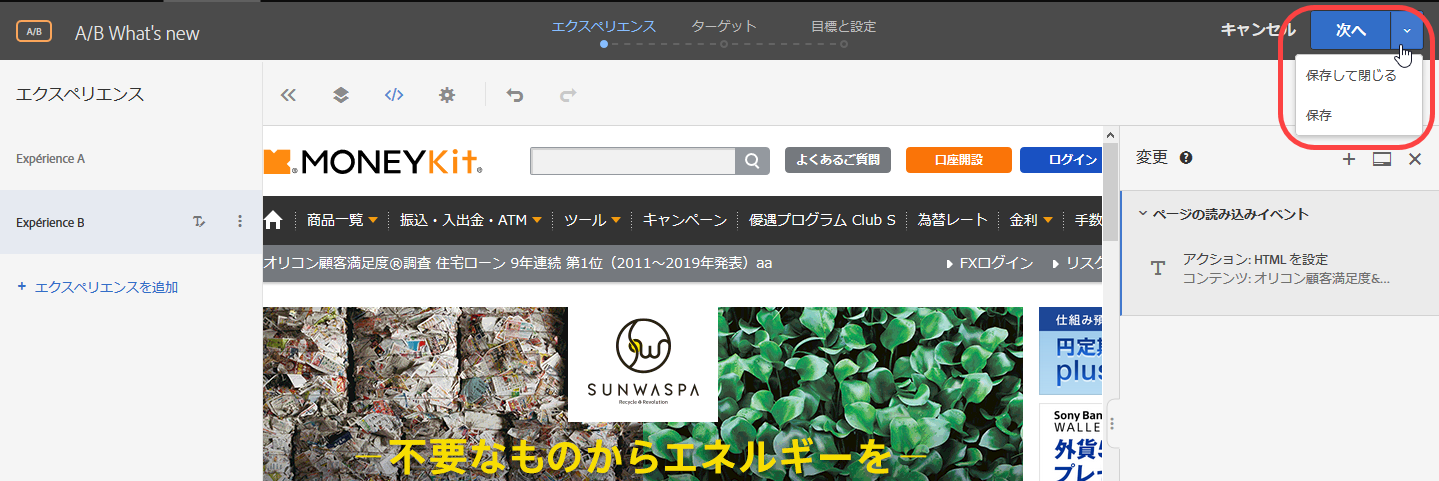 A/B
A/B What's new
エクスペリエンス
ターゲット
目標と設定
キャンセル
次へ
保存して閉じる
保存
エクスペリエンス
Expérience A
Expérience B
+ エクスペリエンスを追加
MONEYKit
よくあるご質問
口座開設
ログイン
商品一覧
振込・入出金・ATM
ツール
キャンペーン
優遇プログラム Club S
為替レート
金利
手数
オリコン顧客満足度®調査 住宅ローン 9年連続 第1位（2011～2019年発表）aa
FXログイン
リスク
SUNWASPA
Recycle Revolution
不要なものからエネルギーを
仕組み預
円定期
plus
Sony Ban
WALLE
外貨
プレ
変更
ページの読み込みイベント
T
アクション: HTML を設定
コンテンツ: オリコン顧客満足度&...